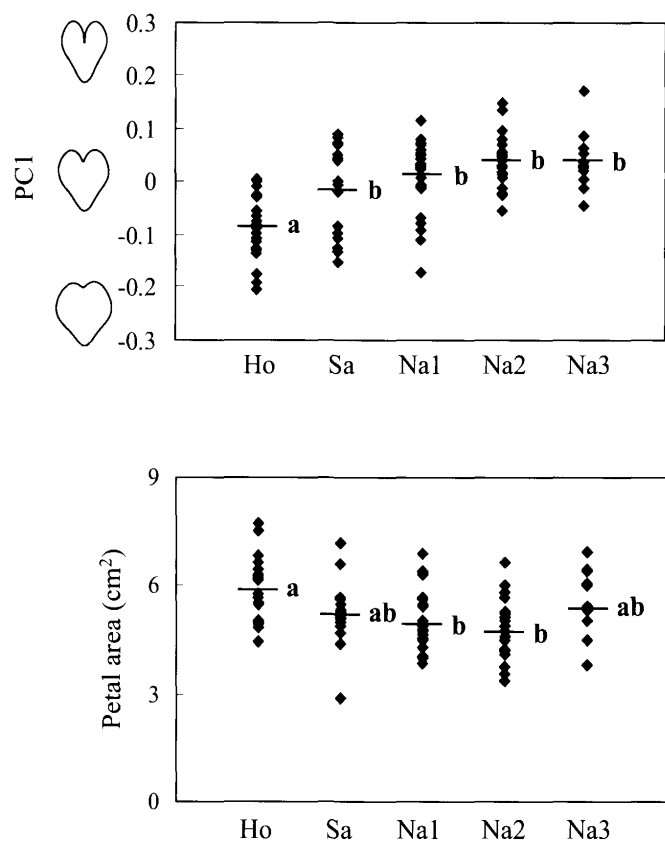 0.3
0.2
0.1
0
-0.1
-0.2
-0.3
PC1
a
b
b
b
b
Ho Sa Na1 Na2 Na3
9
6
3
0
Petal area (cm²)
a
ab
b
b
ab
Ho Sa Na1 Na2 Na3